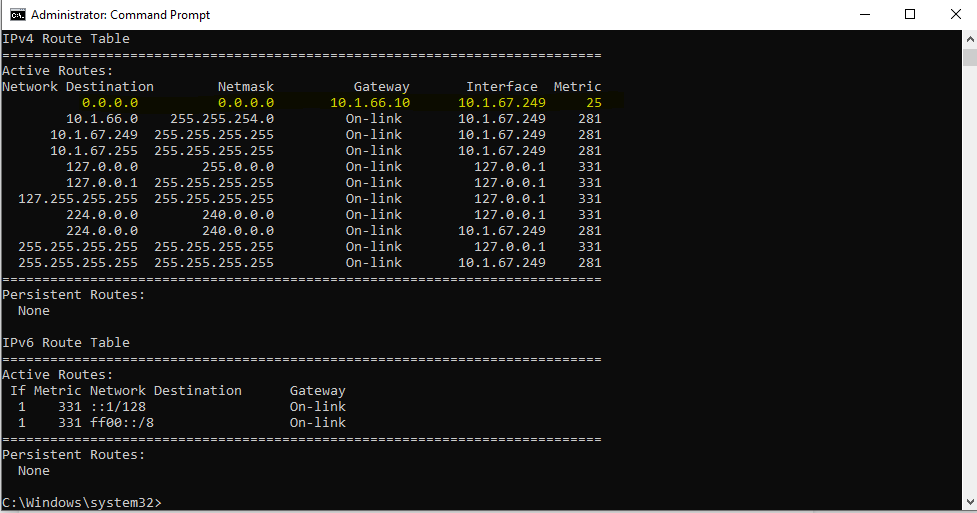 Administrator: Command Prompt
IPv4 Route Table
===========================================================================
Active Routes:
Network Destination        Netmask          Gateway       Interface  Metric
          0.0.0.0          0.0.0.0       10.1.66.10      10.1.67.249     25
        10.1.66.0    255.255.254.0         On-link       10.1.67.249    281
      10.1.67.249  255.255.255.255         On-link       10.1.67.249    281
      10.1.67.255  255.255.255.255         On-link       10.1.67.249    281
        127.0.0.0        255.0.0.0         On-link         127.0.0.1    331
        127.0.0.1  255.255.255.255         On-link         127.0.0.1    331
  127.255.255.255  255.255.255.255         On-link         127.0.0.1    331
        224.0.0.0        240.0.0.0         On-link         127.0.0.1    331
        224.0.0.0        240.0.0.0         On-link       10.1.67.249    281
  255.255.255.255  255.255.255.255         On-link         127.0.0.1    331
  255.255.255.255  255.255.255.255         On-link       10.1.67.249    281
===========================================================================
Persistent Routes:
  None
IPv6 Route Table
===========================================================================
Active Routes:
 If Metric Network Destination      Gateway
  1    331 ::1/128                  On-link
  1    331 ff00::/8                 On-link
===========================================================================
Persistent Routes:
  None
C:\Windows\system32>